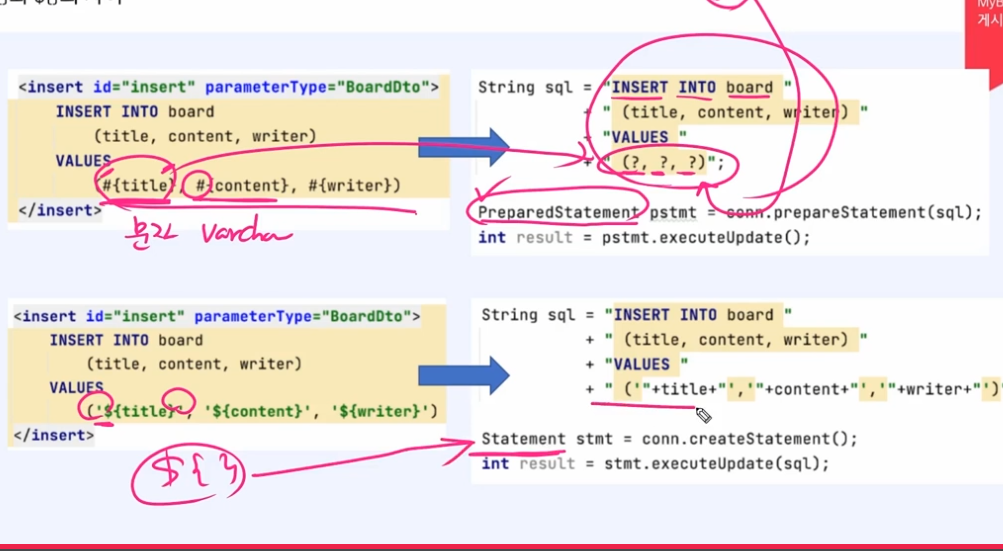 MyB
게시
<insert id="insert" parameterType="BoardDto">
INSERT INTO board
(title, content, writer)
VALUES
(#{title}, #{content}, #{writer})
</insert>
문자 Varchar
String sql = "INSERT INTO board "
+ " (title, content, writer) "
+ "VALUES "
+ " (?, ?, ?)";
PreparedStatement pstmt = conn.prepareStatement(sql);
int result = pstmt.executeUpdate();
<insert id="insert" parameterType="BoardDto">
INSERT INTO board
(title, content, writer)
VALUES
('${title}', '${content}', '${writer}')
</insert>
${ }
String sql = "INSERT INTO board "
+ " (title, content, writer) "
+ "VALUES "
+ " ('"+title+"','"+content+"','"+writer+"')
Statement stmt = conn.createStatement();
int result = stmt.executeUpdate(sql);